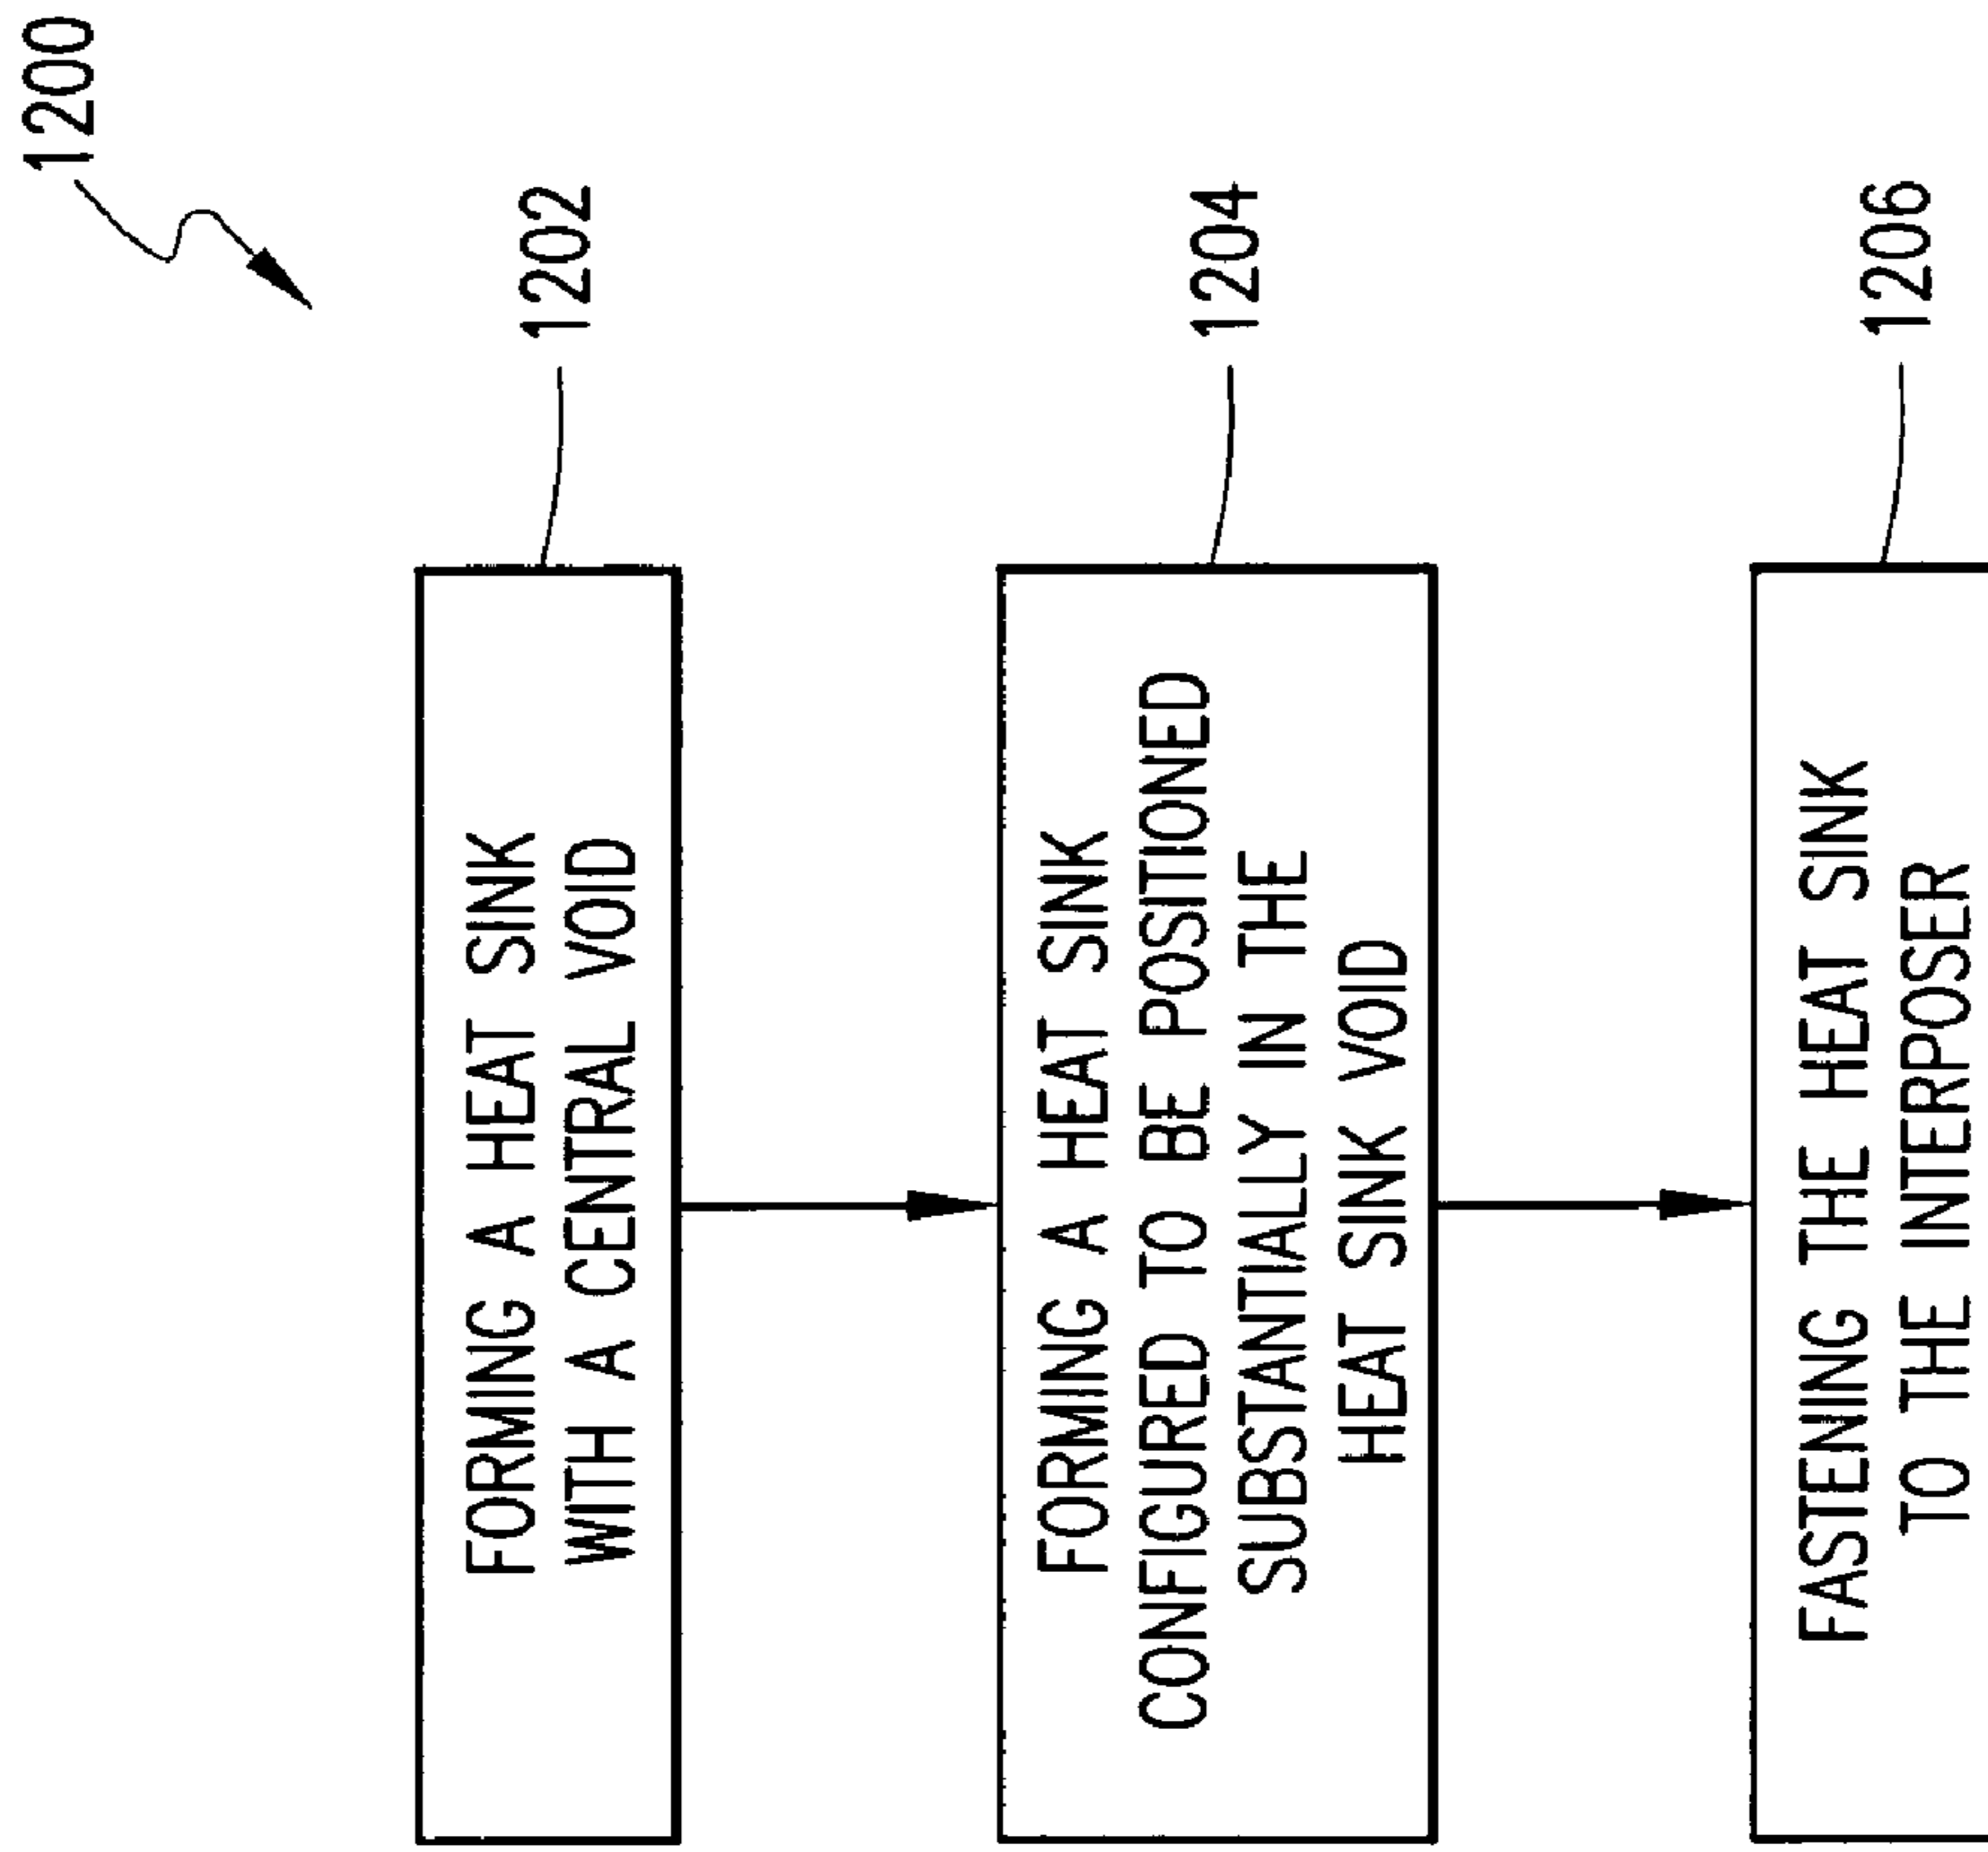 1200
FORMING A HEAT SINK
WITH A CENTRAL VOID
1202
FORMING A HEAT SINK
CONFIGURED TO BE POSITIONED
SUBSTANTIALLY IN THE
HEAT SINK VOID
1204
FASTENING THE HEAT SINK
TO THE INTERPOSER
1206